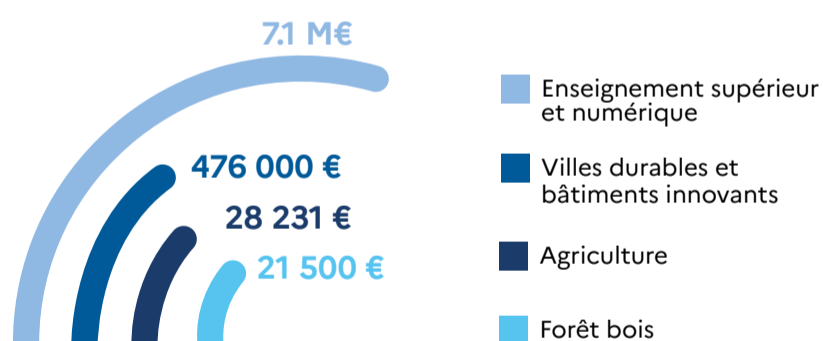 7.1 M€
476 000 €
28 231 €
21 500 €
Enseignement supérieur
et numérique
Villes durables et
bâtiments innovants
Agriculture
Forêt bois